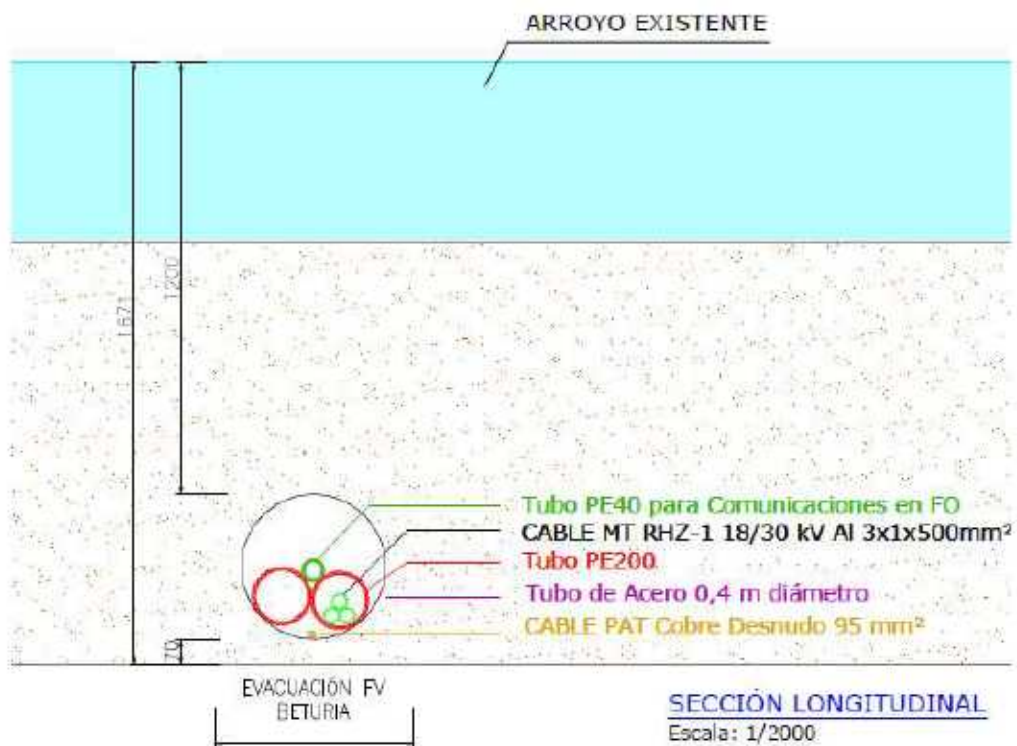 ARROYO EXISTENTE
1671
1200
Tubo PE40 para Comunicaciones en FO
CABLE MT RHZ-1 18/30 kV Al 3x1x500mm²
Tubo PE200.
Tubo de Acero 0,4 m diámetro
CABLE PAT Cobre Desnudo 95 mm²
70
EVACUACIÓN FV
BETURIA
SECCIÓN LONGITUDINAL
Escala: 1/2000